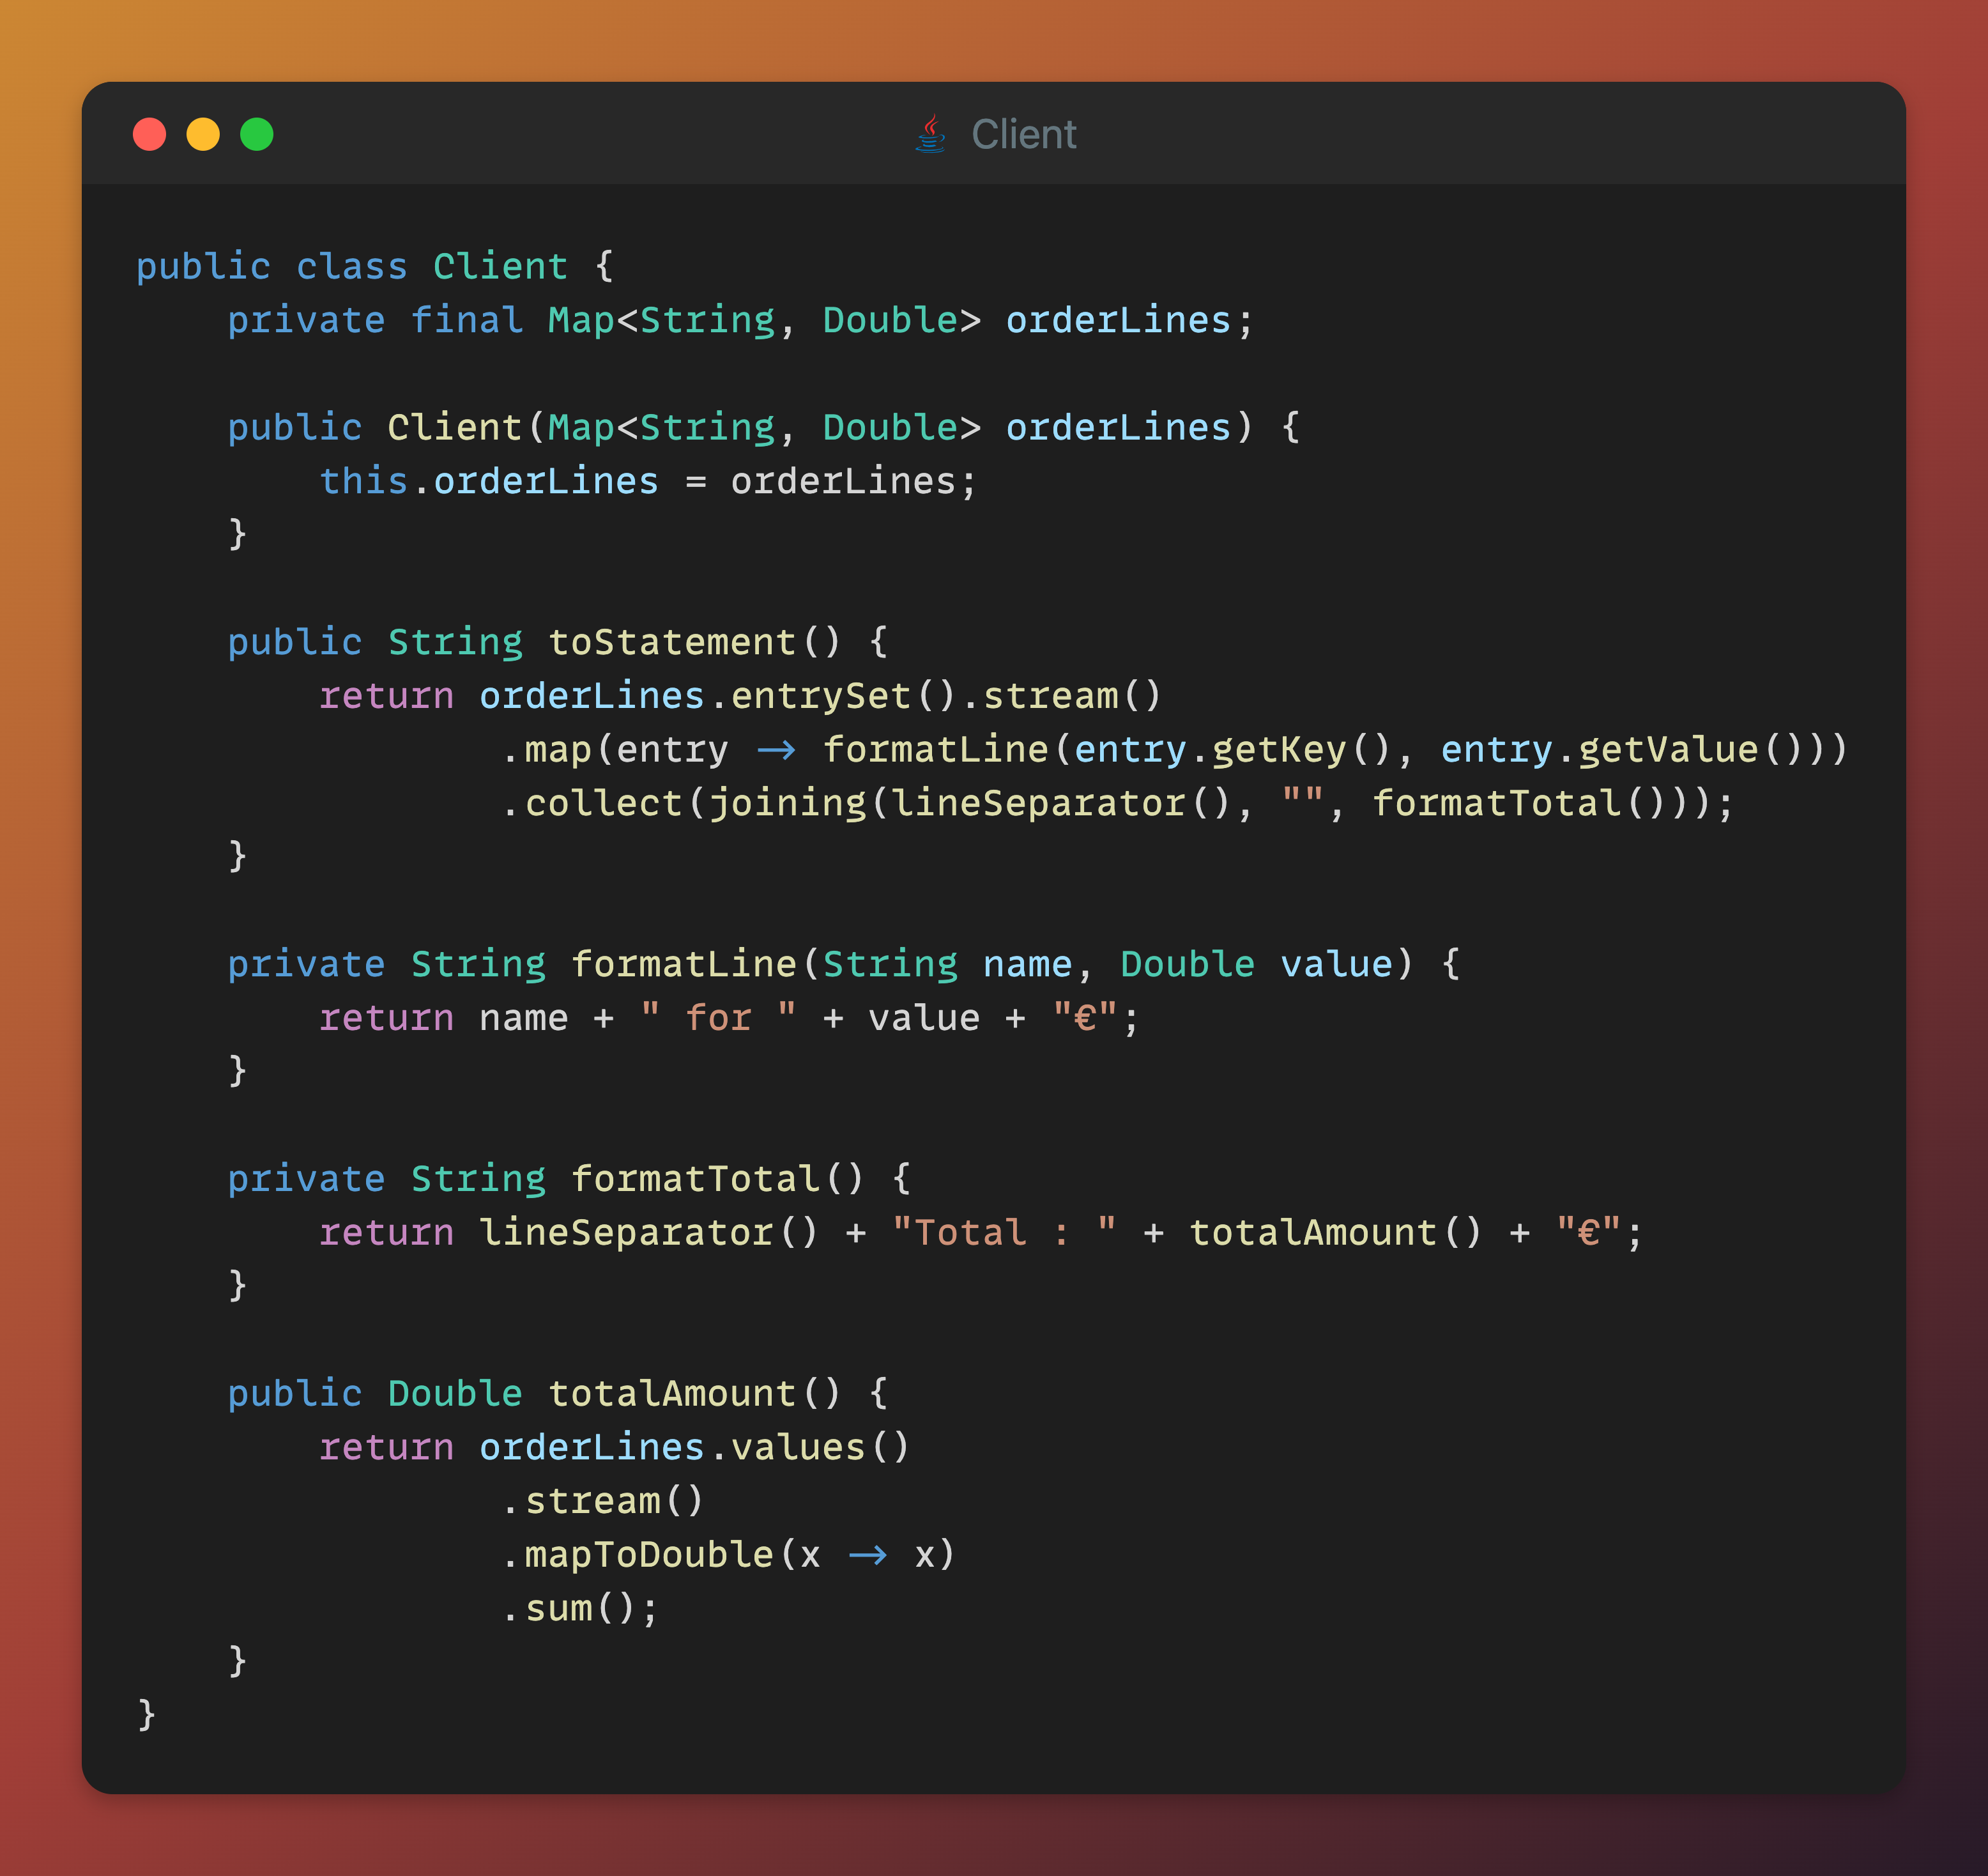 Client
public class Client {
    private final Map<String, Double> orderLines;
    public Client(Map<String, Double> orderLines) {
        this.orderLines = orderLines;
    }
    public String toStatement() {
        return orderLines.entrySet().stream()
                .map(entry -> formatLine(entry.getKey(), entry.getValue()))
                .collect(joining(lineSeparator(), "", formatTotal()));
    }
    private String formatLine(String name, Double value) {
        return name + " for " + value + "€";
    }
    private String formatTotal() {
        return lineSeparator() + "Total : " + totalAmount() + "€";
    }
    public Double totalAmount() {
        return orderLines.values()
                .stream()
                .mapToDouble(x -> x)
                .sum();
    }
}